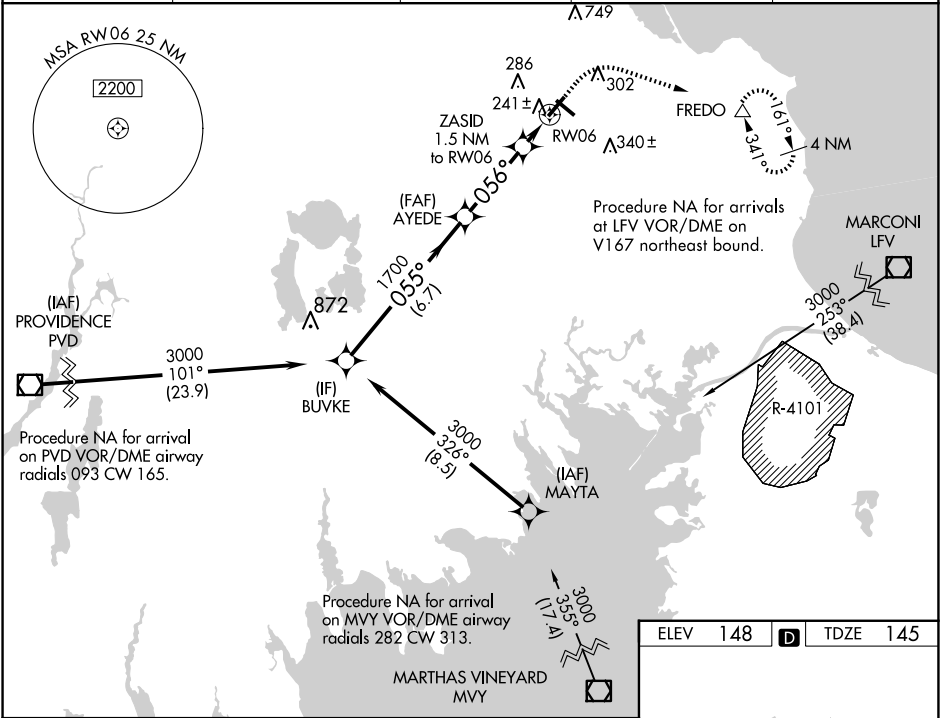 749
MSA RW06 25 NM
2200
286
302
241±
FREDO
161°
341°
4 NM
ZASID
1.5 NM
to RW06
RW06
340±
056°
(FAF)
AYEDE
Procedure NA for arrivals
at LFV VOR/DME on
V167 northeast bound.
MARCONI
LFV
1700
055°
(6.7)
3000
253°
(38.4)
872
(IAF)
PROVIDENCE
PVD
3000
101°
(23.9)
(IF)
BUVKE
R-4101
Procedure NA for arrival
on PVD VOR/DME airway
radials 093 CW 165.
3000
326°
(8.5)
(IAF)
MAYTA
Procedure NA for arrival
on MVY VOR/DME airway
radials 282 CW 313.
3000
355°
(17.4)
MARTHAS VINEYARD
MVY
ELEV 148 D TDZE 145